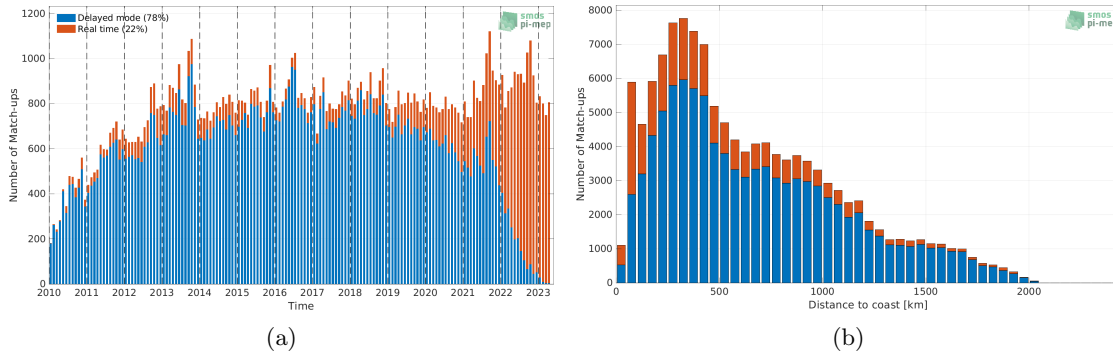 Delayed mode (78%)
Real time (22%)
smos
pi-mep
Number of Match-ups
1200
1000
800
600
400
200
0
2010 2011 2012 2013 2014 2015 2016 2017 2018 2019 2020 2021 2022 2023
Time
(a)
smos
pi-mep
Number of Match-ups
8000
7000
6000
5000
4000
3000
2000
1000
0
0 500 1000 1500 2000
Distance to coast [km]
(b)